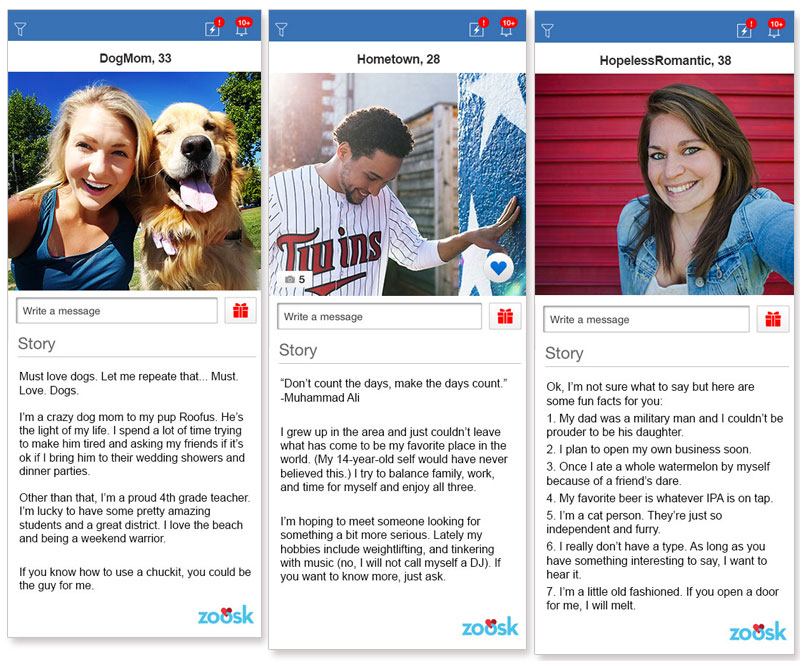 !
10+
DogMom, 33
Write a message
Story
Must love dogs. Let me repeat that... Must.
Love. Dogs.
I'm a crazy dog mom to my pup Roofus. He's
the light of my life. I spend a lot of time trying
to make him tired and asking my friends if it's
ok if I bring him to their wedding showers and
dinner parties.
Other than that, I'm a proud 4th grade teacher.
I'm lucky to have some pretty amazing
students and a great district. I love the beach
and being a weekend warrior.
If you know how to use a chuckit, you could be
the guy for me.
zoosk
!
10+
Hometown, 28
Twins
5
Write a message
Story
“Don't count the days, make the days count.”
-Muhammad Ali
I grew up in the area and just couldn't leave
what has come to be my favorite place in the
world. (My 14-year-old self would have never
believed this.) I try to balance family, work,
and time for myself and enjoy all three.
I'm hoping to meet someone looking for
something a bit more serious. Lately my
hobbies include weightlifting, and tinkering
with music (no, I will not call myself a DJ). If
you want to know more, just ask.
zoosk
!
10+
HopelessRomantic, 38
Write a message
Story
Ok, I'm not sure what to say but here are
some fun facts for you:
1. My dad was a military man and I couldn't be
prouder to be his daughter.
2. I plan to open my own business soon.
3. Once I ate a whole watermelon by myself
because of a friend's dare.
4. My favorite beer is whatever IPA is on tap.
5. I'm a cat person. They're just so
independent and furry.
6. I really don't have a type. As long as you
have something interesting to say, I want to
hear it.
7. I'm a little old fashioned. If you open a door
for me, I will melt.
zoosk